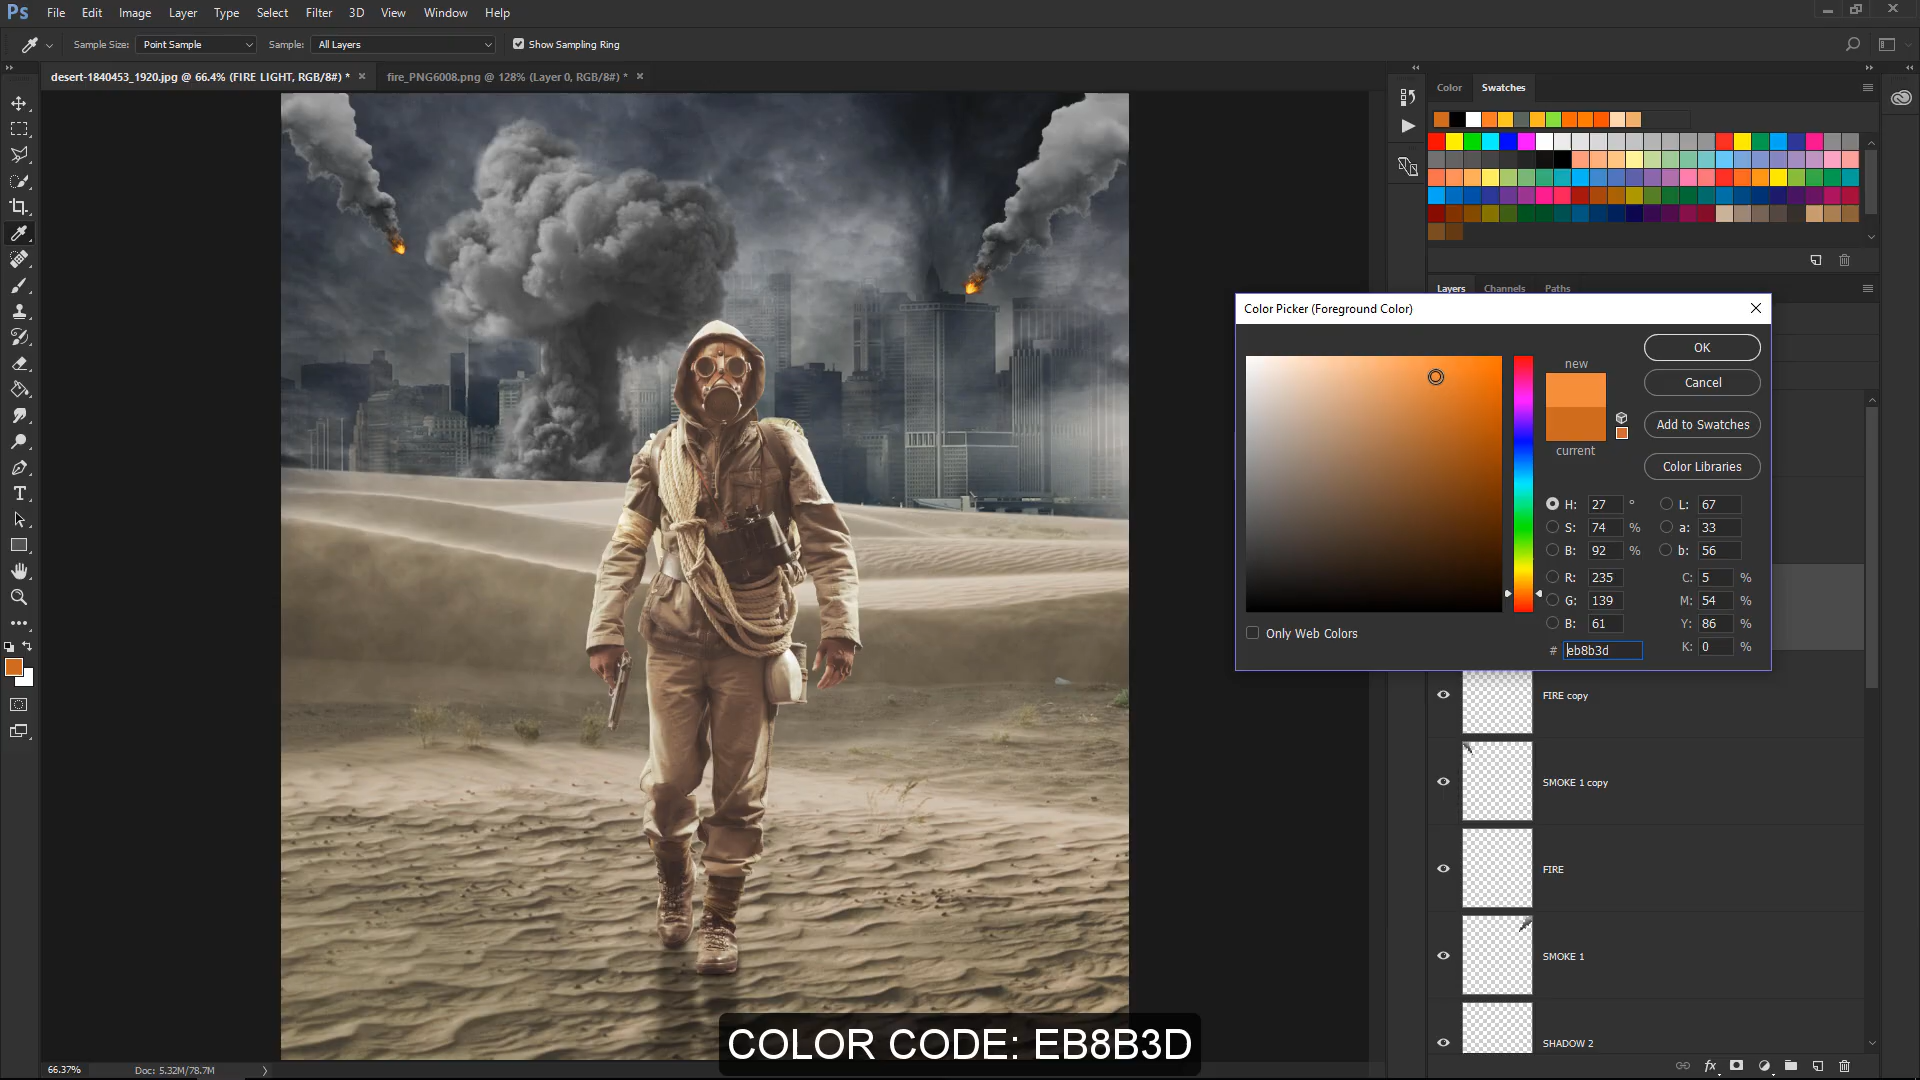 Ps File Edit Image Layer Type Select Filter 3D View Window Help
Sample Size: Point Sample Sample: All Layers Show Sampling Ring
desert-1840453_1920.jpg @ 66.4% (FIRE LIGHT, RGB/8#) * fire_PNG6008.png @ 128% (Layer 0, RGB/8#) *
Color Swatches
Layers Channels Paths
Color Picker (Foreground Color)
new
current
OK
Cancel
Add to Swatches
Color Libraries
H: 27 ° L: 67
S: 74 % a: 33
B: 92 % b: 56
R: 235 C: 5 %
G: 139 M: 54 %
B: 61 Y: 86 %
# eb8b3d K: 0 %
Only Web Colors
T
FIRE copy
SMOKE 1 copy
FIRE
SMOKE 1
SHADOW 2
fx
COLOR CODE: EB8B3D
66.37% Doc: 5.32M/78.7M